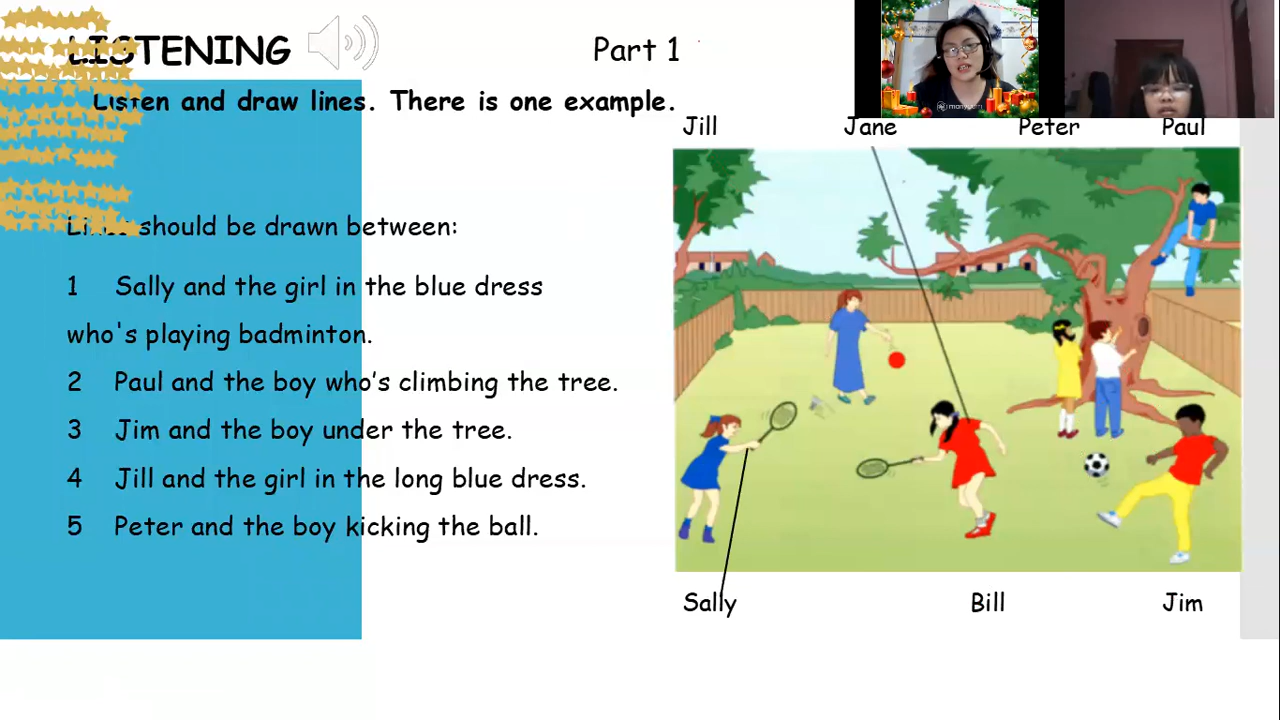 LISTENING
Part 1
Listen and draw lines. There is one example.
Jill Jane Peter Paul
should be drawn between:
1 Sally and the girl in the blue dress
who's playing badminton.
2 Paul and the boy who's climbing the tree.
3 Jim and the boy under the tree.
4 Jill and the girl in the long blue dress.
5 Peter and the boy kicking the ball.
Sally Bill Jim